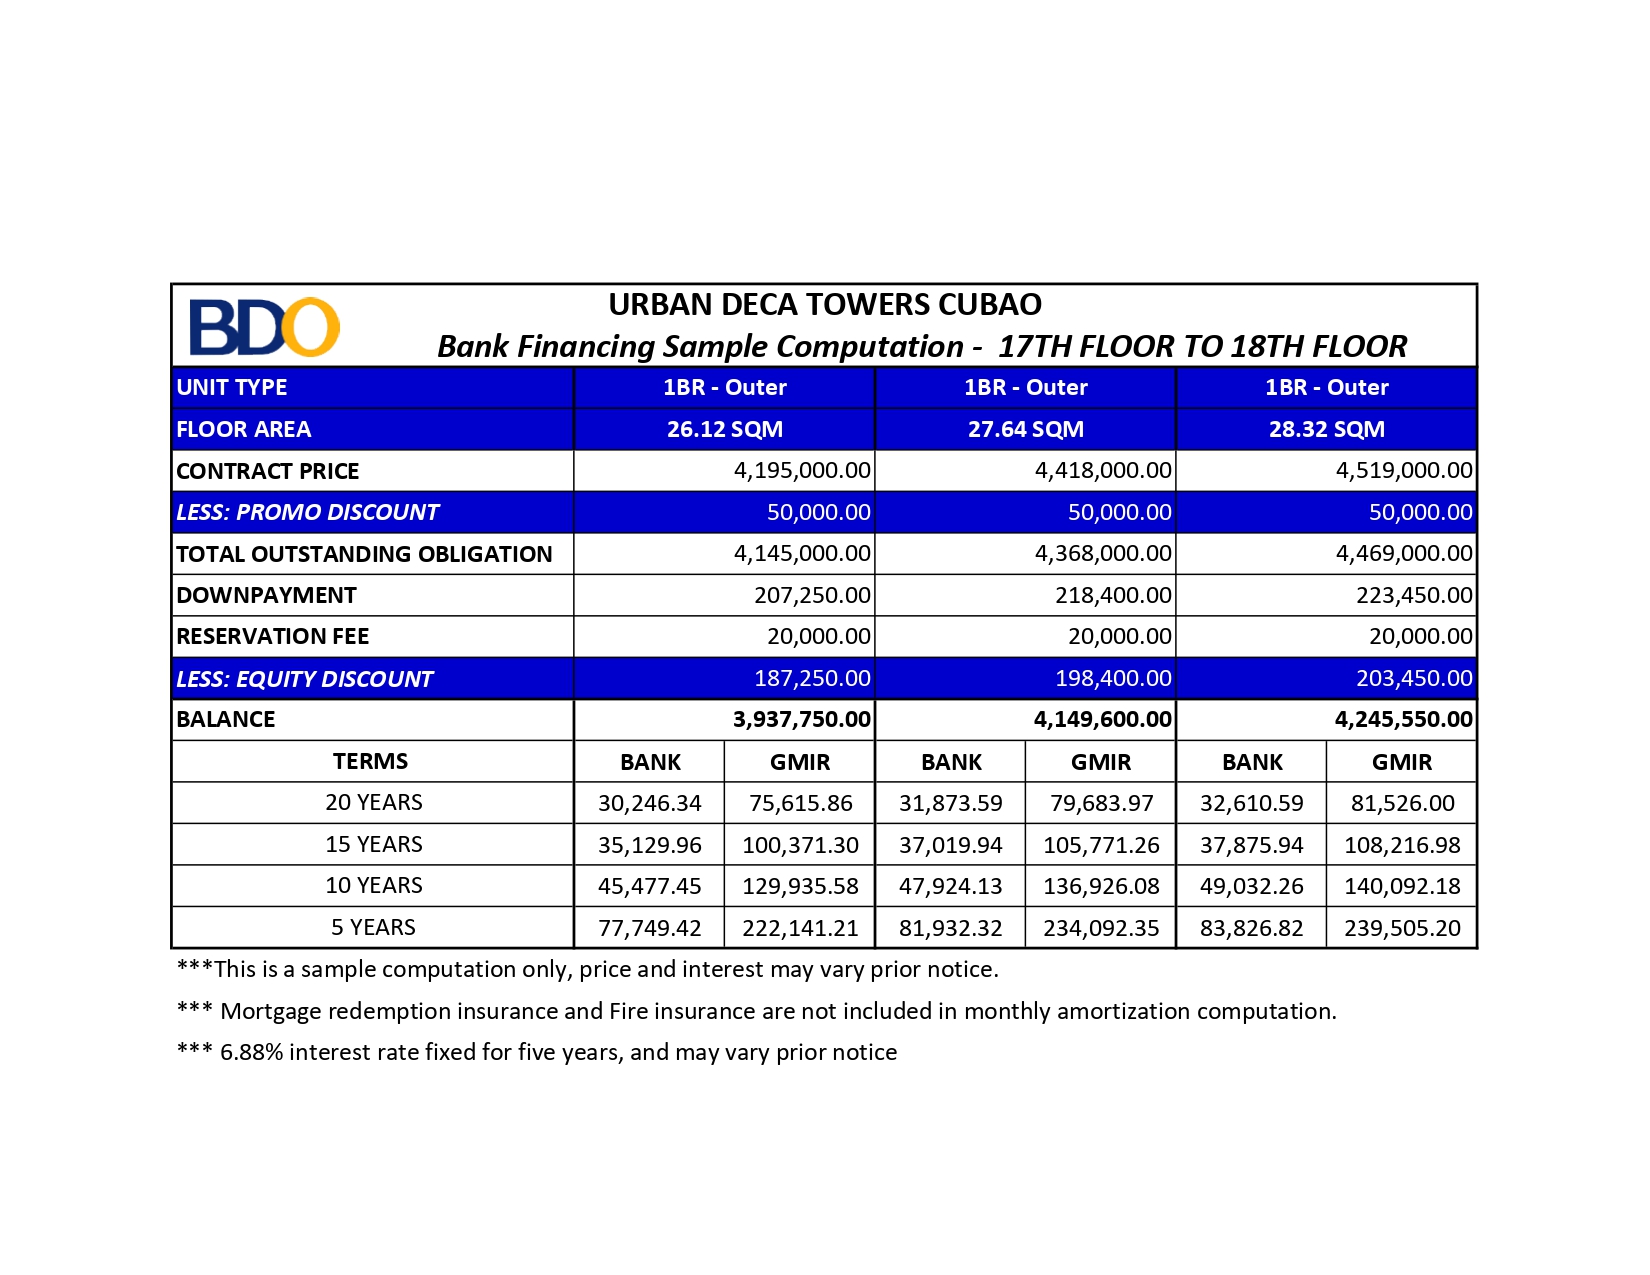 BDO
URBAN DECA TOWERS CUBAO
Bank Financing Sample Computation - 17TH FLOOR TO 18TH FLOOR
UNIT TYPE 1BR - Outer 1BR - Outer 1BR - Outer
FLOOR AREA 26.12 SQM 27.64 SQM 28.32 SQM
CONTRACT PRICE 4,195,000.00 4,418,000.00 4,519,000.00
LESS: PROMO DISCOUNT 50,000.00 50,000.00 50,000.00
TOTAL OUTSTANDING OBLIGATION 4,145,000.00 4,368,000.00 4,469,000.00
DOWNPAYMENT 207,250.00 218,400.00 223,450.00
RESERVATION FEE 20,000.00 20,000.00 20,000.00
LESS: EQUITY DISCOUNT 187,250.00 198,400.00 203,450.00
BALANCE 3,937,750.00 4,149,600.00 4,245,550.00
TERMS BANK GMIR BANK GMIR BANK GMIR
20 YEARS 30,246.34 75,615.86 31,873.59 79,683.97 32,610.59 81,526.00
15 YEARS 35,129.96 100,371.30 37,019.94 105,771.26 37,875.94 108,216.98
10 YEARS 45,477.45 129,935.58 47,924.13 136,926.08 49,032.26 140,092.18
5 YEARS 77,749.42 222,141.21 81,932.32 234,092.35 83,826.82 239,505.20
***This is a sample computation only, price and interest may vary prior notice.
*** Mortgage redemption insurance and Fire insurance are not included in monthly amortization computation.
*** 6.88% interest rate fixed for five years, and may vary prior notice